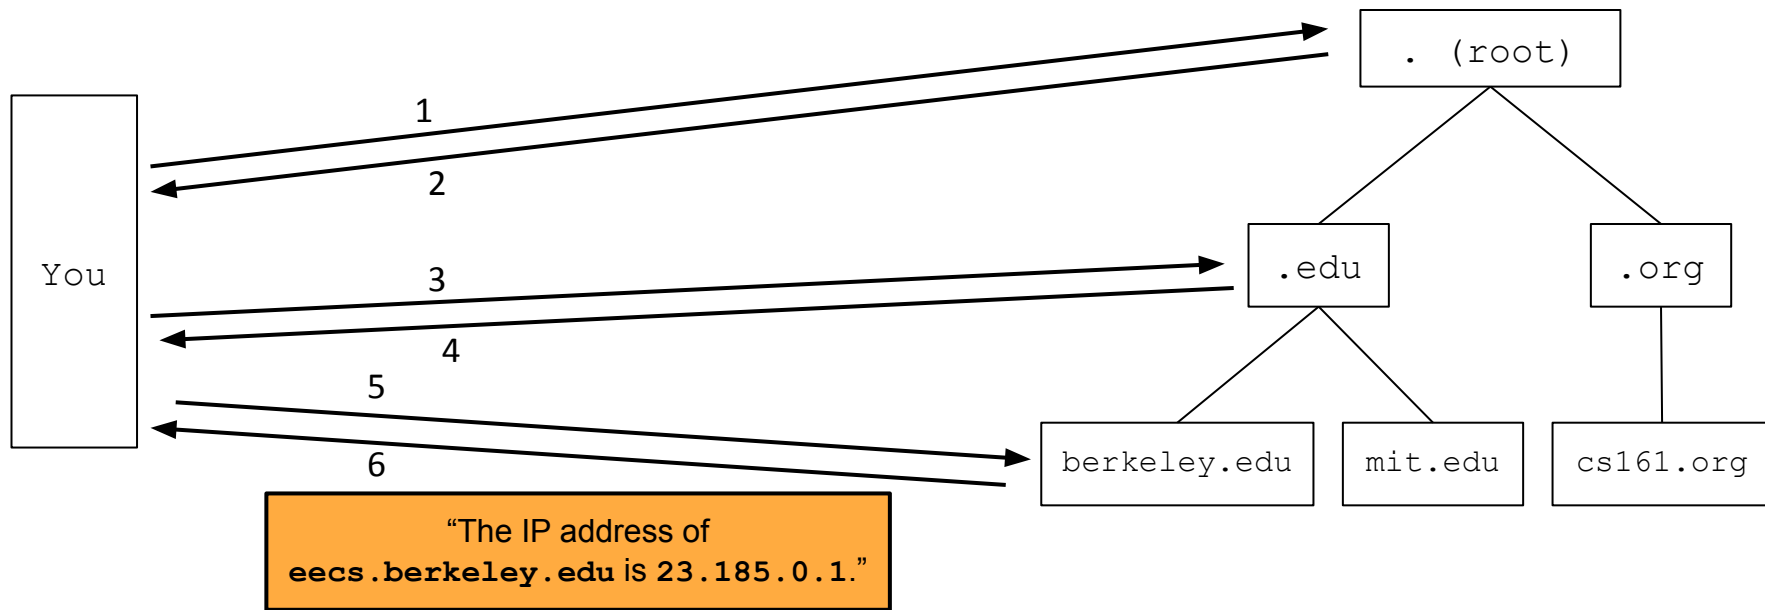 . (root)
1
2
You
.edu
.org
3
4
5
berkeley.edu
mit.edu
cs161.org
6
“The IP address of
eecs.berkeley.edu is 23.185.0.1.”